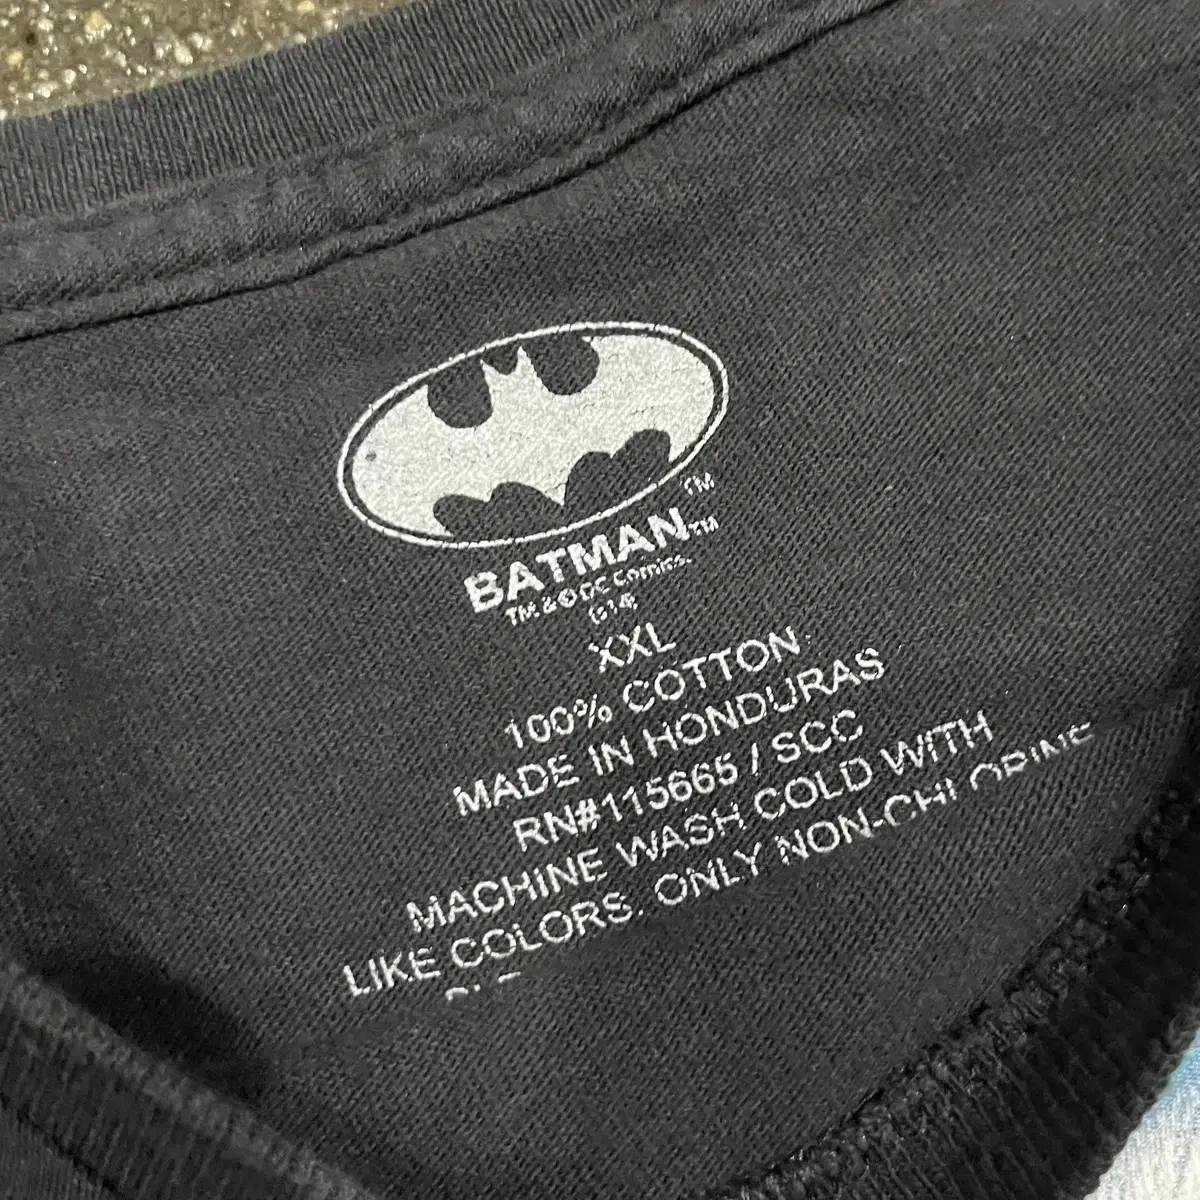 TM
BATMAN™
TM & © DC Comics.
(s14)
XXL
100% COTTON
MADE IN HONDURAS
RN#115665 / SCC
MACHINE WASH COLD WITH
LIKE COLORS. ONLY NON-CHLORINE